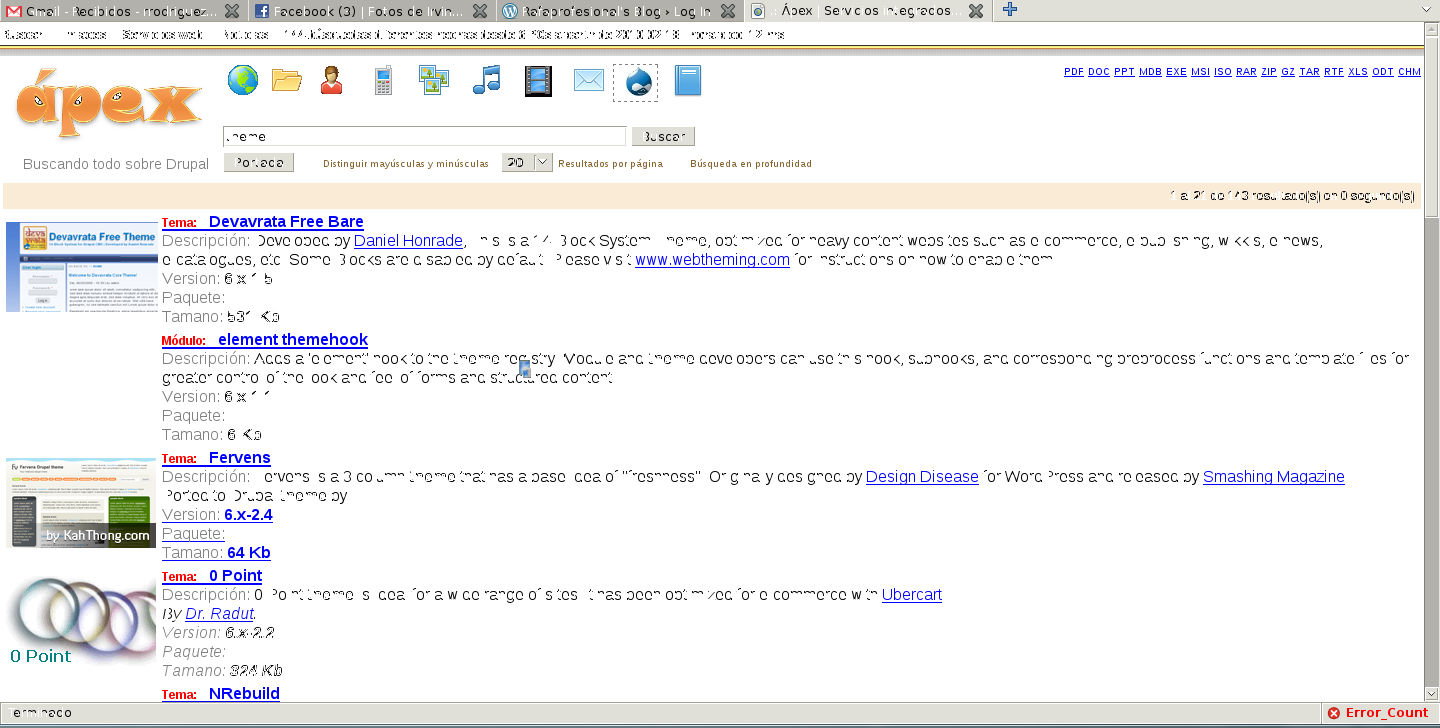 Gmail - Recibidos - rodriguez... Facebook (3) | Fotos de Irvin... Rafaprofesional's Blog › Log In .: Ápex | Servicios integrados...
Buscar Enlaces Servicios web Noticias
ápex
PDF DOC PPT MDB EXE MSI ISO RAR ZIP GZ TAR RTF XLS ODT CHM
theme Buscar
Buscando todo sobre Drupal Portada Distinguir mayúsculas y minúsculas 20 Resultados por página Búsqueda en profundidad
1 al 21 de 143 resultado(s) en 0 segundo(s)
Devavrata Free Theme
Tema: Devavrata Free Bare
Descripción: Developed by Daniel Honrade, This is a 14 Block System Theme, optimized for heavy content websites such as e-commerce, e-publishing, wikkis, e-news,
e-catalogues, etc. Some Blocks are disabled by default. Please visit www.webtheming.com for instructions on how to enable them.
Version: 6.x-1.5
Paquete:
Tamano: 531 Kb
Módulo: element themehook
Descripción: Adds a 'element' hook to the theme registry. Module and theme developers can use this hook, subhooks, and corresponding preprocess functions and template files for
greater control of the look and feel of forms and structured content.
Version: 6.x-1.1
Paquete:
Tamano: 6 Kb
Fervens Drupal theme
by KahThong.com
Tema: Fervens
Descripción: Fervens is a 3 column theme that has a base idea of "freshness". Originally designed by Design Disease for WordPress and released by Smashing Magazine
Ported to Drupal theme by
Version: 6.x-2.4
Paquete:
Tamano: 64 Kb
0 Point
Tema: 0 Point
Descripción: 0 Point theme is ideal for a wide range of sites. It has been optimized for e-commerce with Ubercart
By Dr. Radut.
Version: 6.x-2.2
Paquete:
Tamano: 324 Kb
Tema: NRebuild
Terminado Error_Count